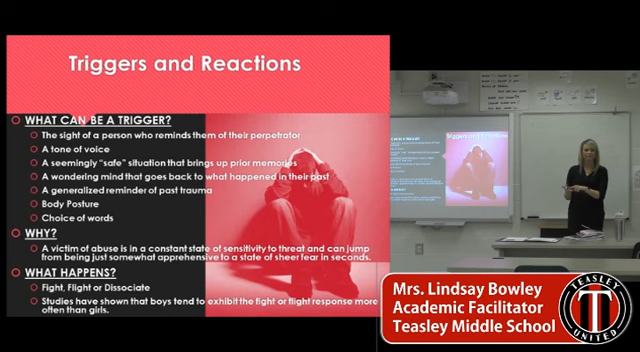 Triggers and Reactions
WHAT CAN BE A TRIGGER?
The sight of a person who reminds them of their perpetrator
A tone of voice
A seemingly "safe" situation that brings up prior memories
A wondering mind that goes back to what happened in their past
A generalized reminder of past trauma
Body Posture
Choice of words
WHY?
A victim of abuse is in a constant state of sensitivity to threat and can jump
from being just somewhat apprehensive to a state of sheer fear in seconds.
WHAT HAPPENS?
Fight, Flight or Dissociate
Studies have shown that boys tend to exhibit the fight or flight response more
often than girls.
Triggers and Reactions
Mrs. Lindsay Bowley
Academic Facilitator
Teasley Middle School
TEASLEY
T
UNITED